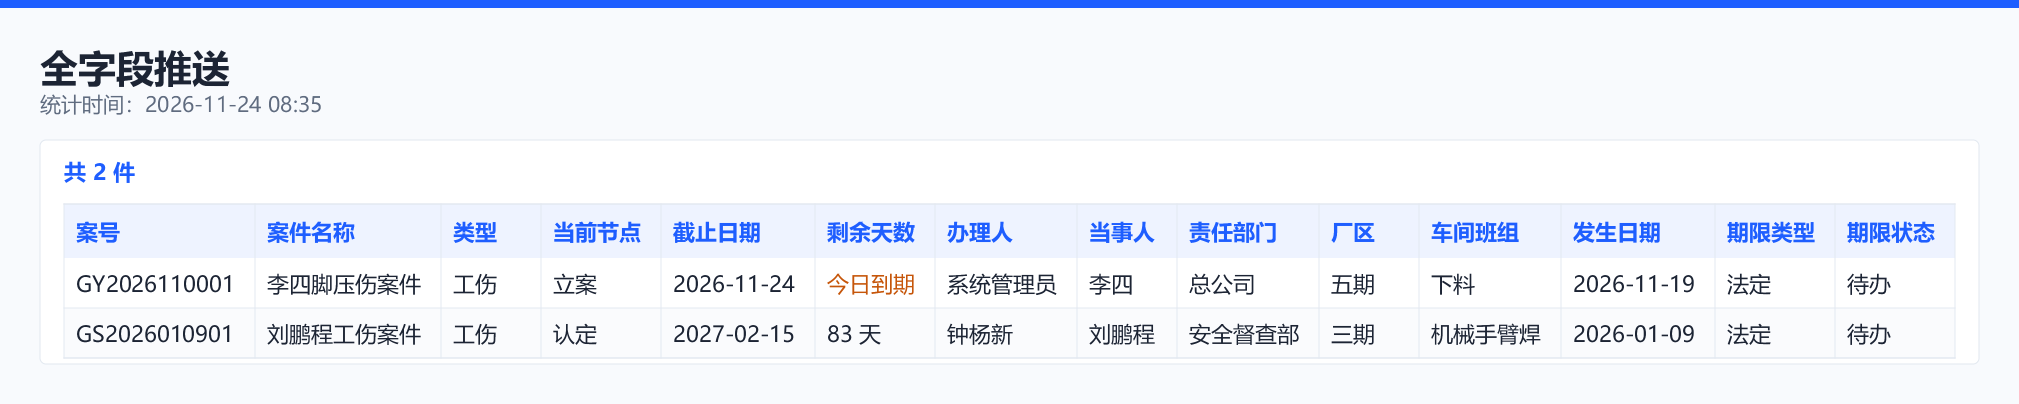 全字段推送
统计时间：2026-11-24 08:35
共 2 件
案号 案件名称 类型 当前节点 截止日期 剩余天数 办理人 当事人 责任部门 厂区 车间班组 发生日期 期限类型 期限状态
GY2026110001 李四脚压伤案件 工伤 立案 2026-11-24 今日到期 系统管理员 李四 总公司 五期 下料 2026-11-19 法定 待办
GS2026010901 刘鹏程工伤案件 工伤 认定 2027-02-15 83 天 钟杨新 刘鹏程 安全督查部 三期 机械手臂焊 2026-01-09 法定 待办